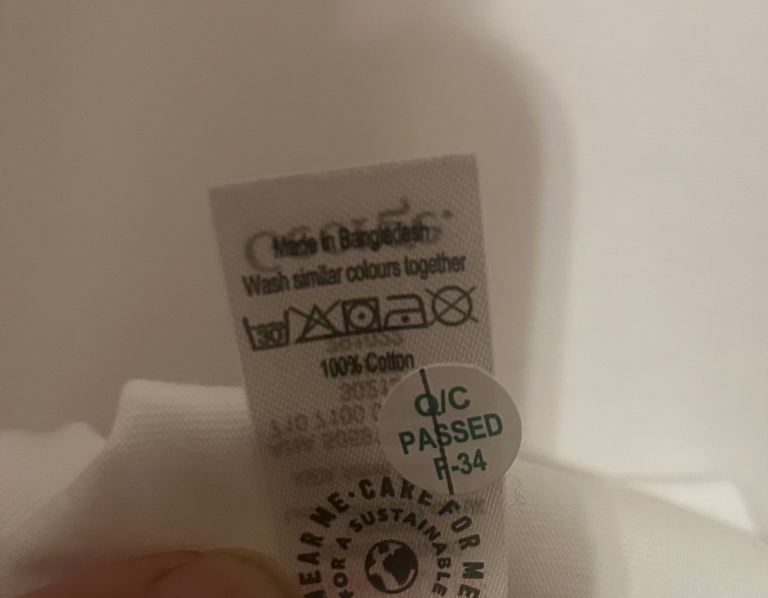 Made in Bangladesh
Wash similar colours together
30
100% Cotton
Q/C
PASSED
F-34
WEAR ME · CARE FOR ME
FOR A SUSTAINABLE